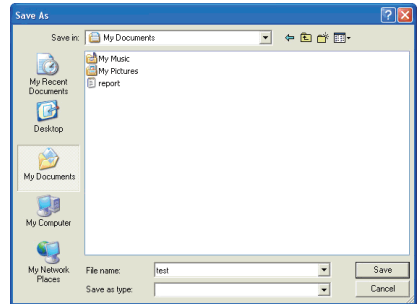 Save As
Save in: My Documents
My Music
My Pictures
report
My Recent
Documents
Desktop
My Documents
My Computer
My Network
Places
File name: test
Save as type:
Save
Cancel